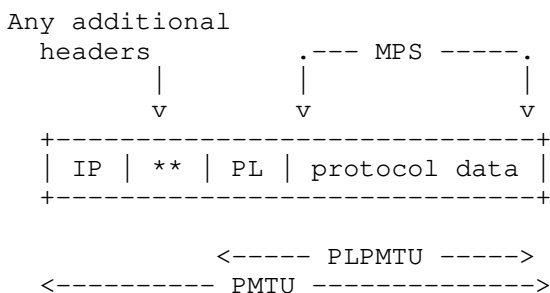 Any additional
  headers            .--- MPS -----.
         |           |             |
         v           v             v
  +------------------------------+
  | IP | ** | PL | protocol data |
  +------------------------------+

             <----- PLPMTU ----->
  <---------- PMTU -------------->